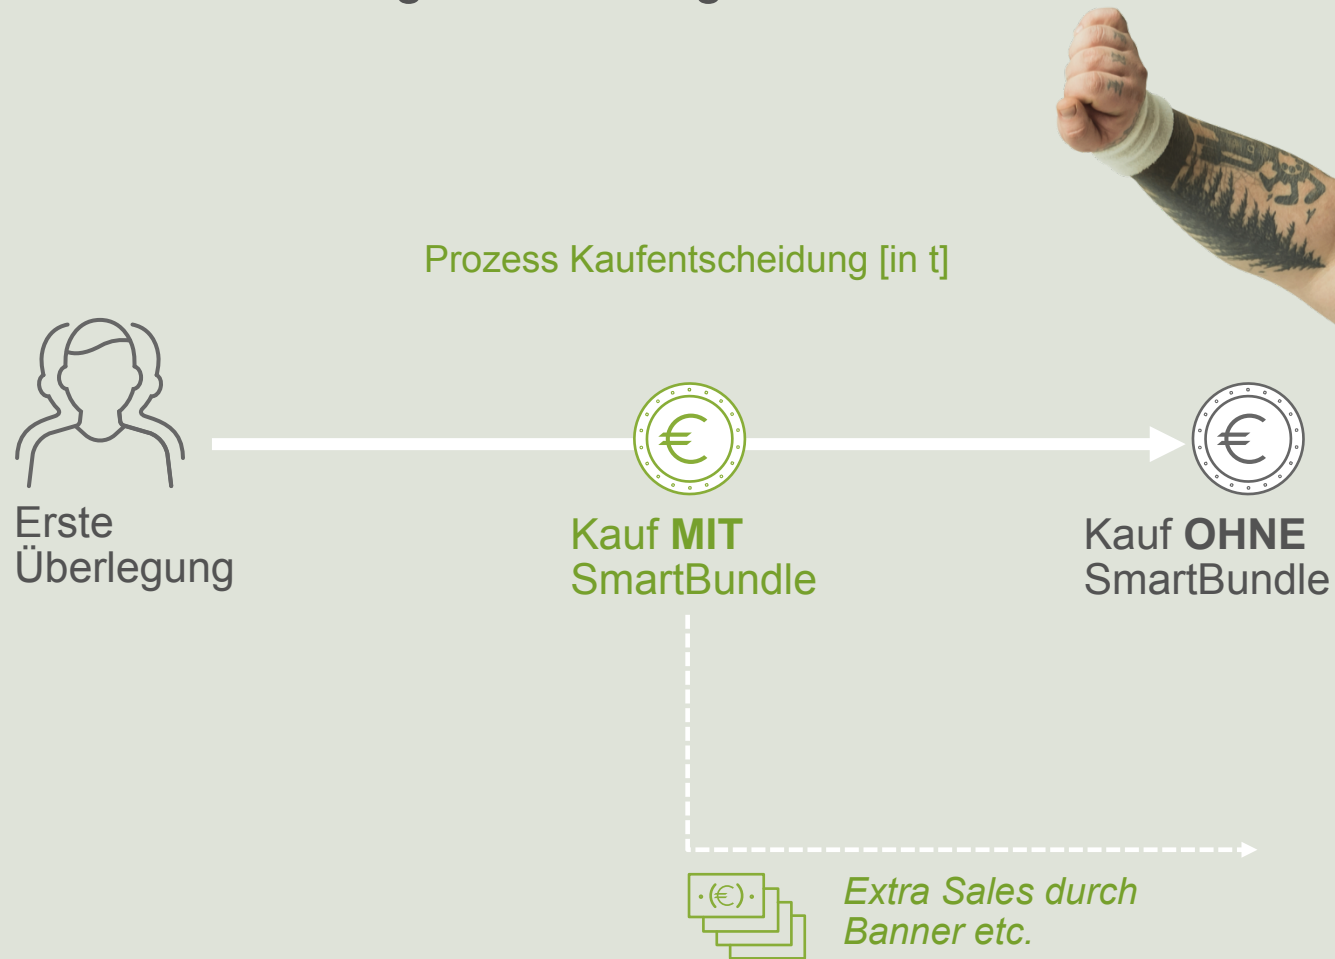 Prozess Kaufentscheidung [in t]
Erste
Überlegung
Kauf MIT
SmartBundle
Kauf OHNE
SmartBundle
Extra Sales durch
Banner etc.